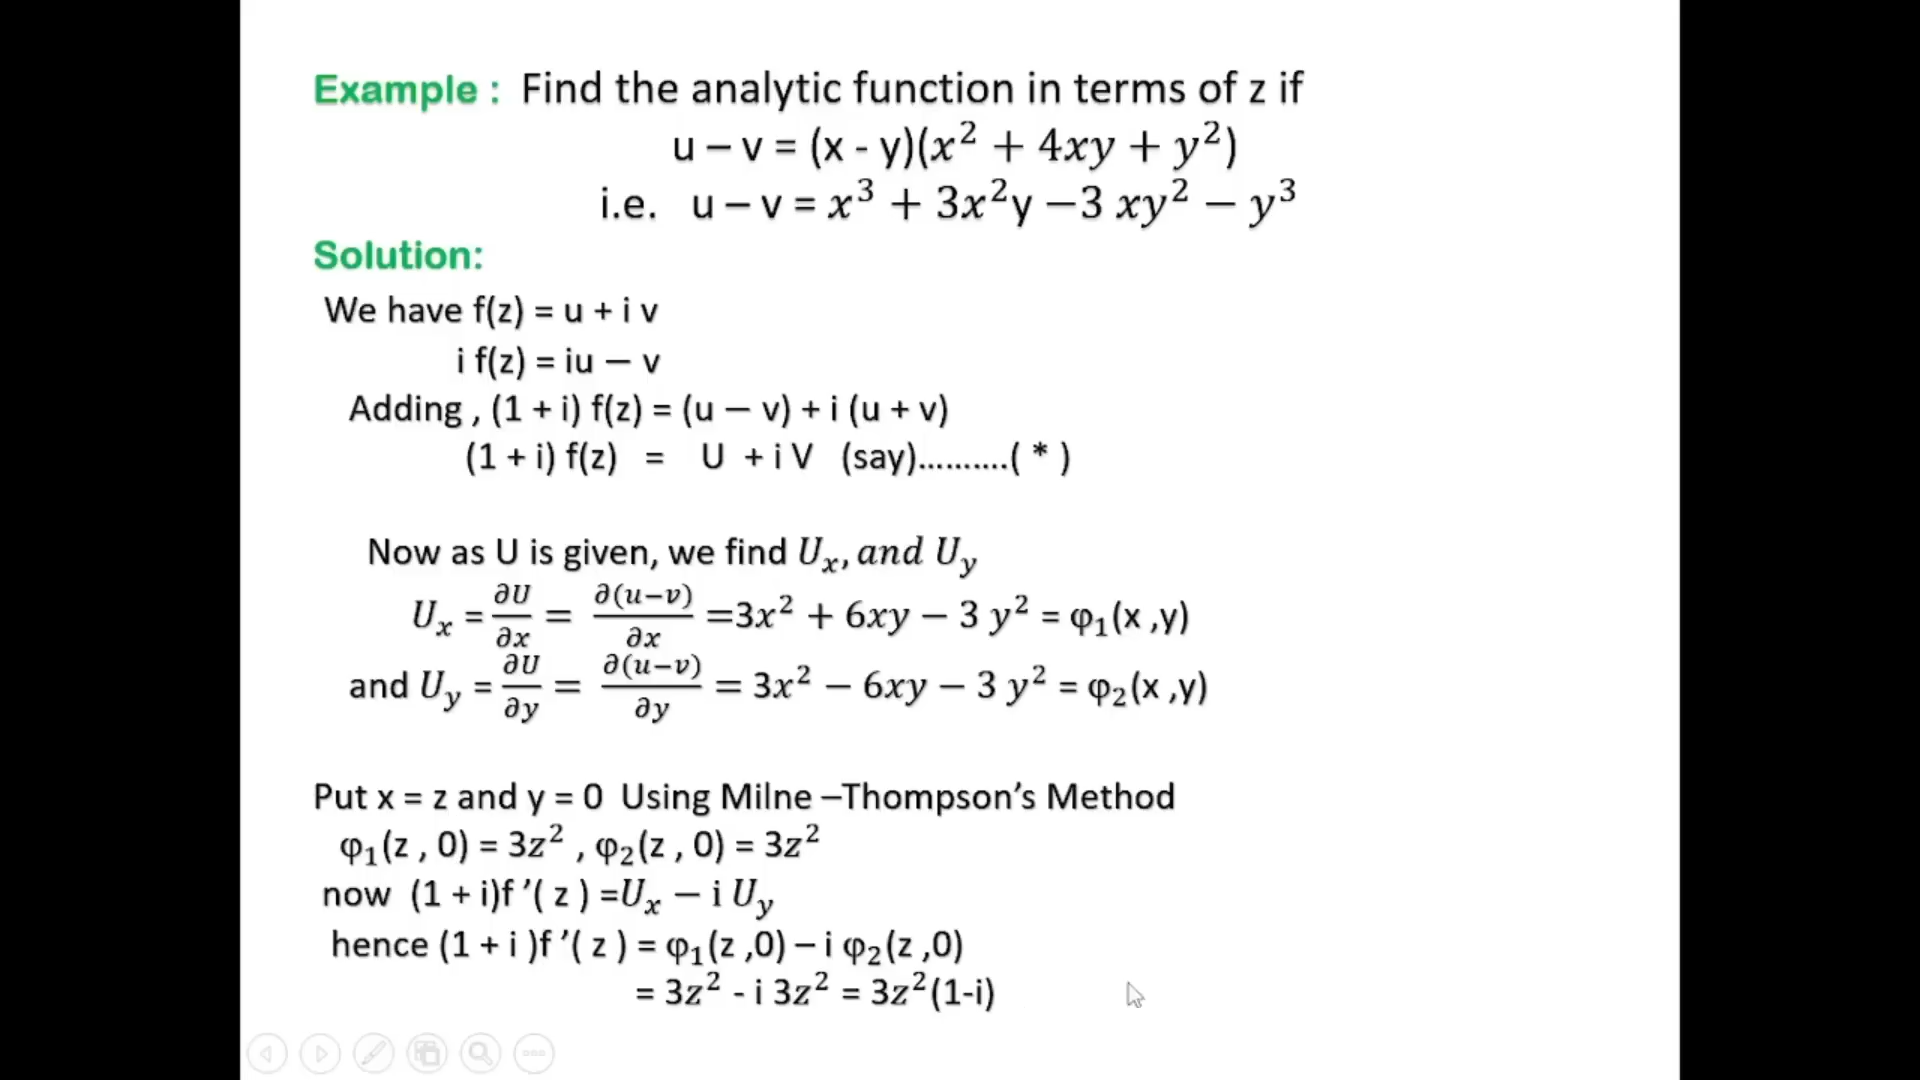 Example : Find the analytic function in terms of z if
u – v = (x - y)(x² + 4xy + y²)
i.e. u – v = x³ + 3x²y −3 xy² − y³
Solution:
We have f(z) = u + i v
i f(z) = iu − v
Adding , (1 + i) f(z) = (u − v) + i (u + v)
(1 + i) f(z) = U + i V (say)..........( * )
Now as U is given, we find Uₓ, and U_y
Uₓ = ∂U/∂x = ∂(u−v)/∂x =3x² + 6xy − 3 y² = φ₁(x ,y)
and U_y = ∂U/∂y = ∂(u−v)/∂y = 3x² − 6xy − 3 y² = φ₂(x ,y)
Put x = z and y = 0 Using Milne –Thompson’s Method
φ₁(z , 0) = 3z² , φ₂(z , 0) = 3z²
now (1 + i)f ’( z ) =Uₓ − i U_y
hence (1 + i )f ’( z ) = φ₁(z ,0) – i φ₂(z ,0)
= 3z² - i 3z² = 3z²(1-i)